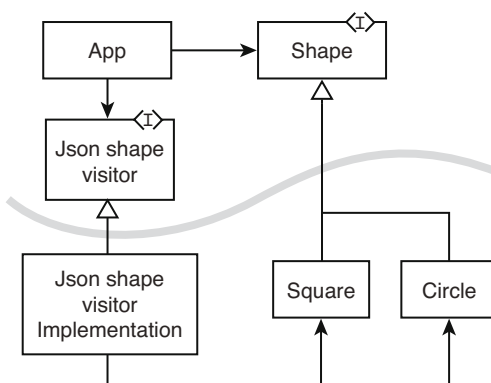 App
<I>
Shape
<I>
Json shape
visitor
Json shape
visitor
Implementation
Square
Circle